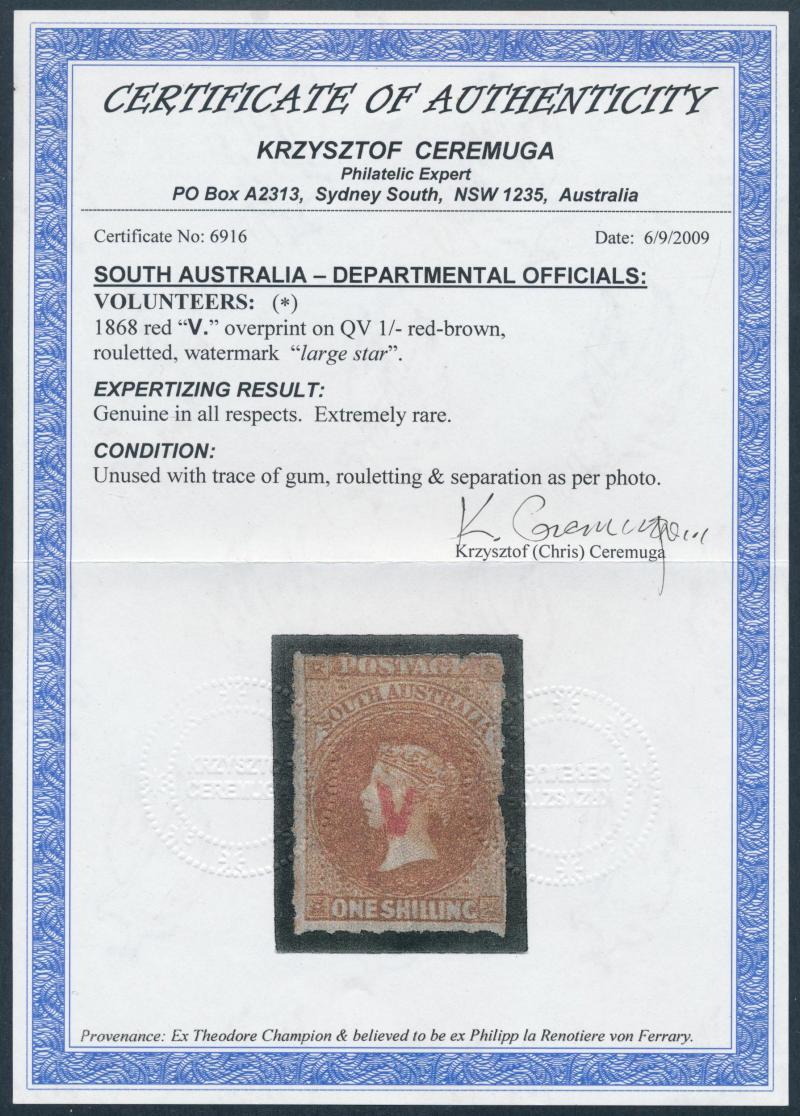 CERTIFICATE OF AUTHENTICITY
KRZYSZTOF CEREMUGA
Philatelic Expert
PO Box A2313, Sydney South, NSW 1235, Australia
Certificate No: 6916 Date: 6/9/2009
SOUTH AUSTRALIA – DEPARTMENTAL OFFICIALS:
VOLUNTEERS: (*)
1868 red “V.” overprint on QV 1/- red-brown,
rouletted, watermark “large star”.
EXPERTIZING RESULT:
Genuine in all respects. Extremely rare.
CONDITION:
Unused with trace of gum, rouletting & separation as per photo.
K. Ceremuga
Krzysztof (Chris) Ceremuga
POSTAGE
SOUTH AUSTRALIA
V
ONE SHILLING
Provenance: Ex Theodore Champion & believed to be ex Philipp la Renotiere von Ferrary.